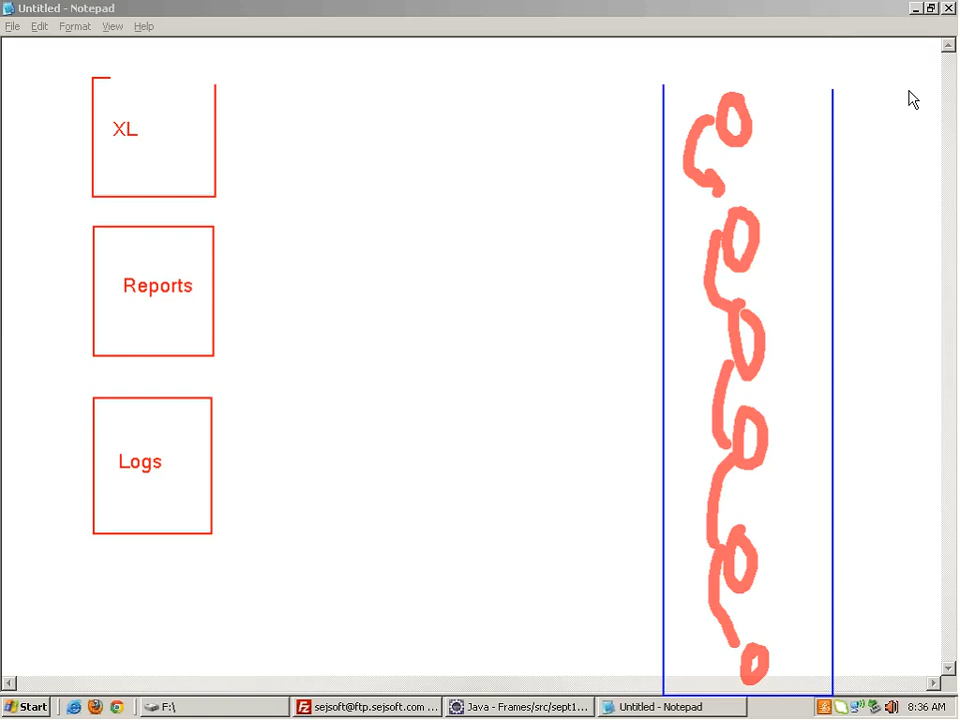 Untitled - Notepad
File Edit Format View Help
XL
Reports
Logs
Start F:\ sejsoft@ftp.sejsoft.com ... Java - Frames/src/sept1... Untitled - Notepad 8:36 AM